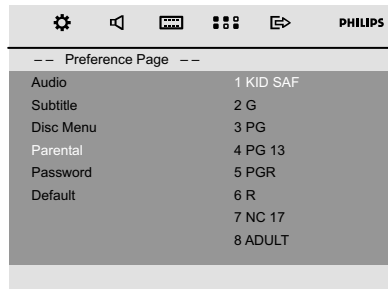 PHILIPS
-- Preference Page --
Audio 1 KID SAF
Subtitle 2 G
Disc Menu 3 PG
Parental 4 PG 13
Password 5 PGR
Default 6 R
7 NC 17
8 ADULT